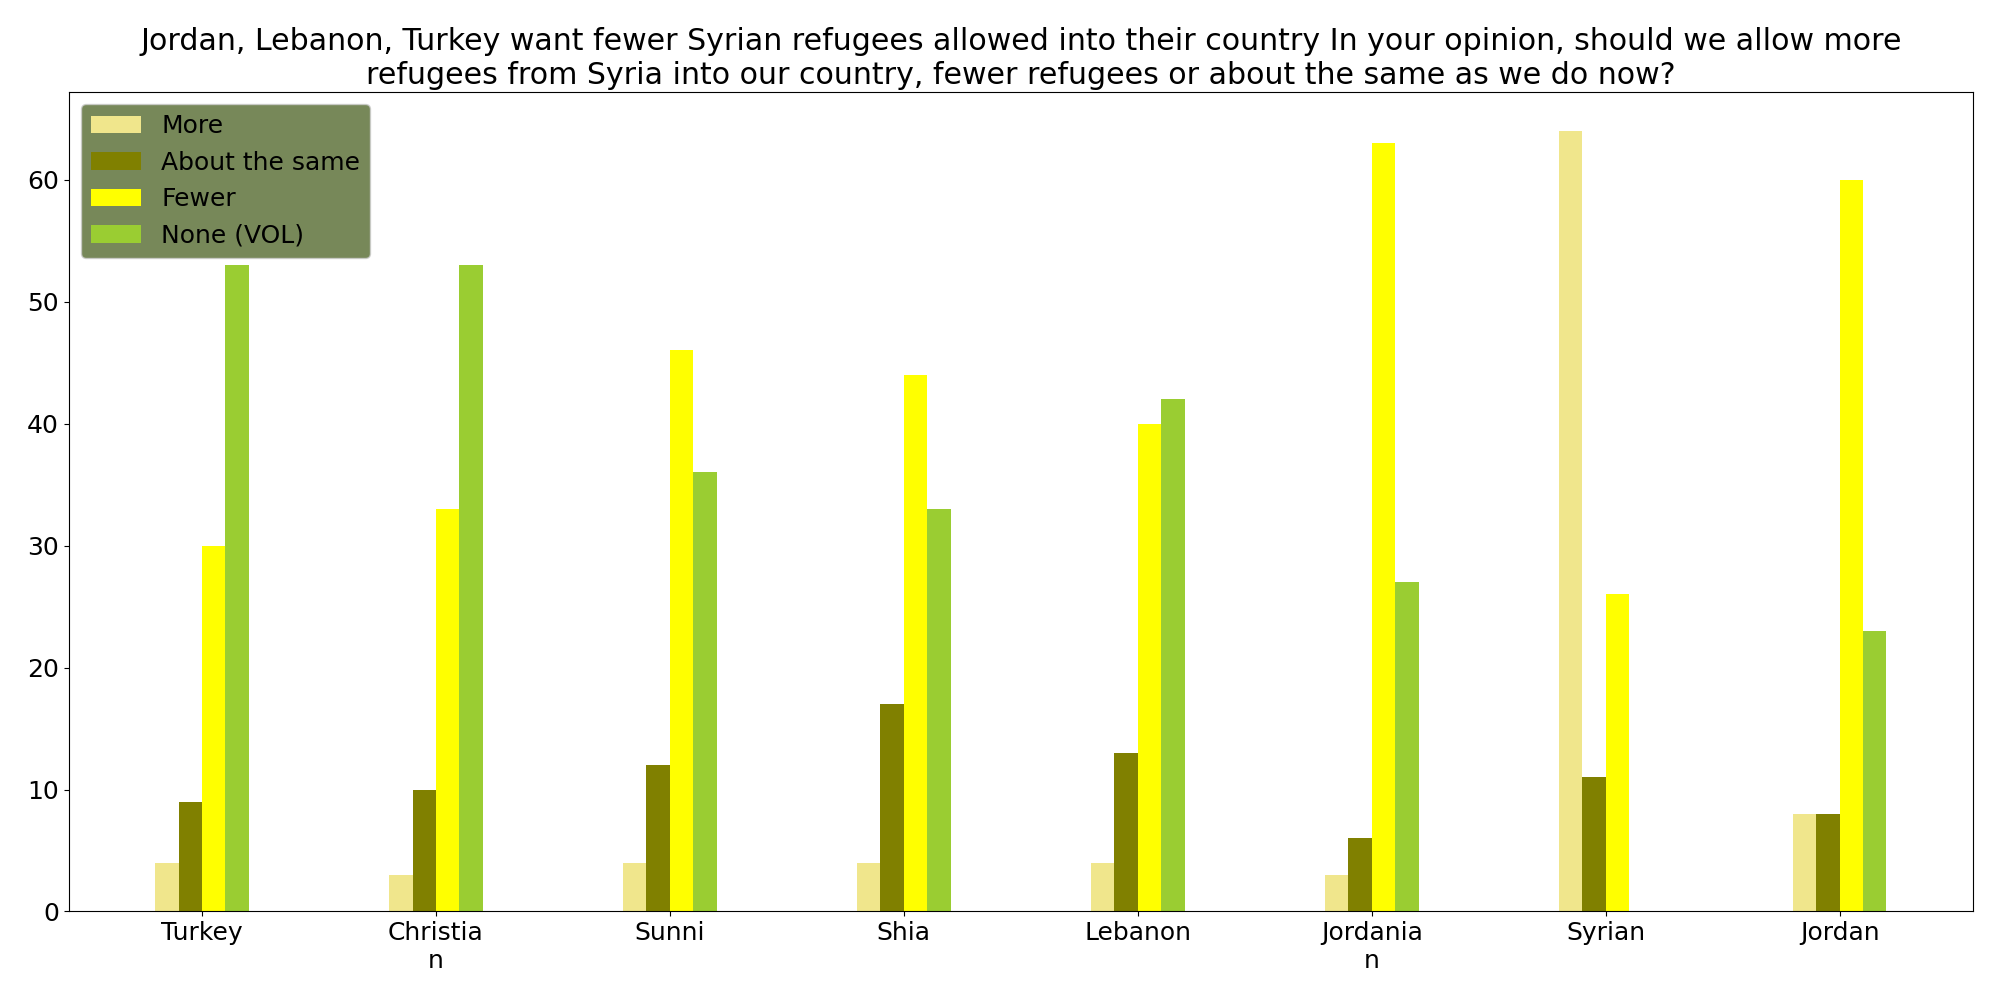 Jordan, Lebanon, Turkey want fewer Syrian refugees allowed into their country In your opinion, should we allow more
refugees from Syria into our country, fewer refugees or about the same as we do now?
More
About the same
Fewer
None (VOL)
60
50
40
30
20
10
0
Turkey
Christia
n
Sunni
Shia
Lebanon
Jordania
n
Syrian
Jordan